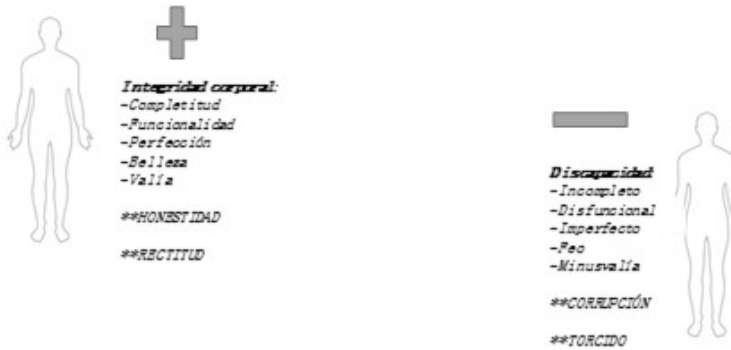 Integridad corporal:
-Completitud
-Funcionalidad
-Perfección
-Belleza
-Valía
**HONESTIDAD
**RECTITUD
Discapacidad
-Incompleto
-Disfuncional
-Imperfecto
-Feo
-Minusvalía
**CORRUPCIÓN
**TORCIDO